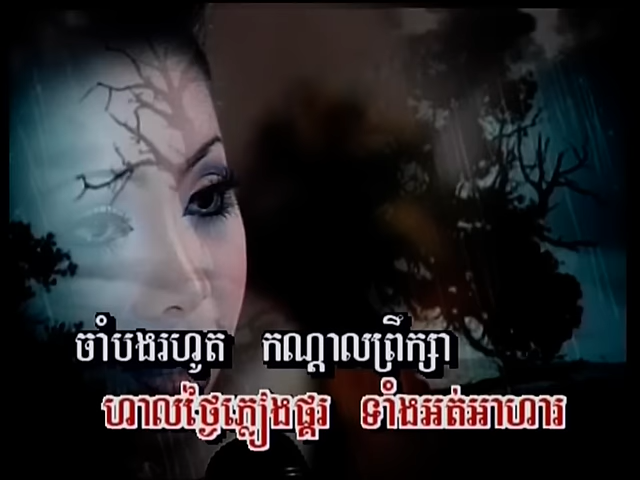 ចាំបងរហូត កណ្ដាលព្រឹក្សា
ហាលថ្ងៃភ្លៀងផ្គរ ទាំងអត់អាហារ